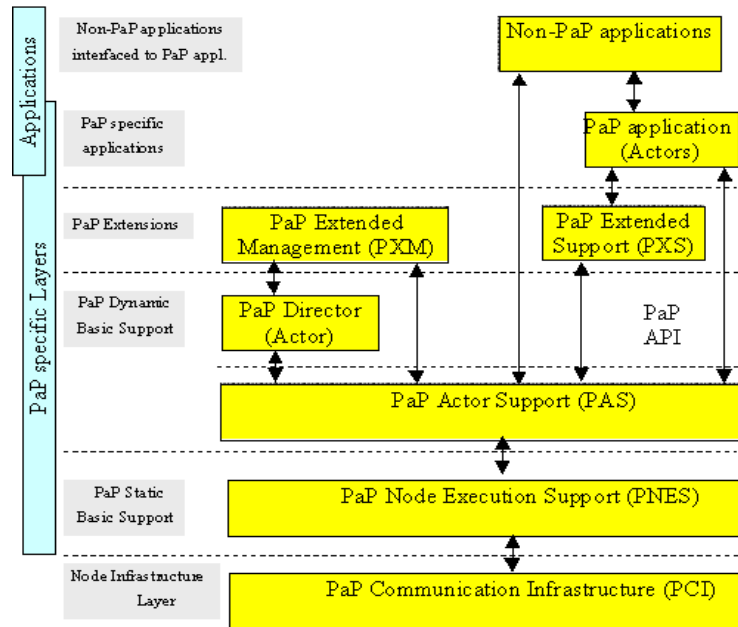 Applications
PaP specific Layers
Non-PaP applications
interfaced to PaP appl.
Non-PaP applications
PaP specific
applications
PaP application
(Actors)
PaP Extensions
PaP Extended
Management (PXM)
PaP Extended
Support (PXS)
PaP Dynamic
Basic Support
PaP Director
(Actor)
PaP
API
PaP Actor Support (PAS)
PaP Static
Basic Support
PaP Node Execution Support (PNES)
Node Infrastructure
Layer
PaP Communication Infrastructure (PCI)